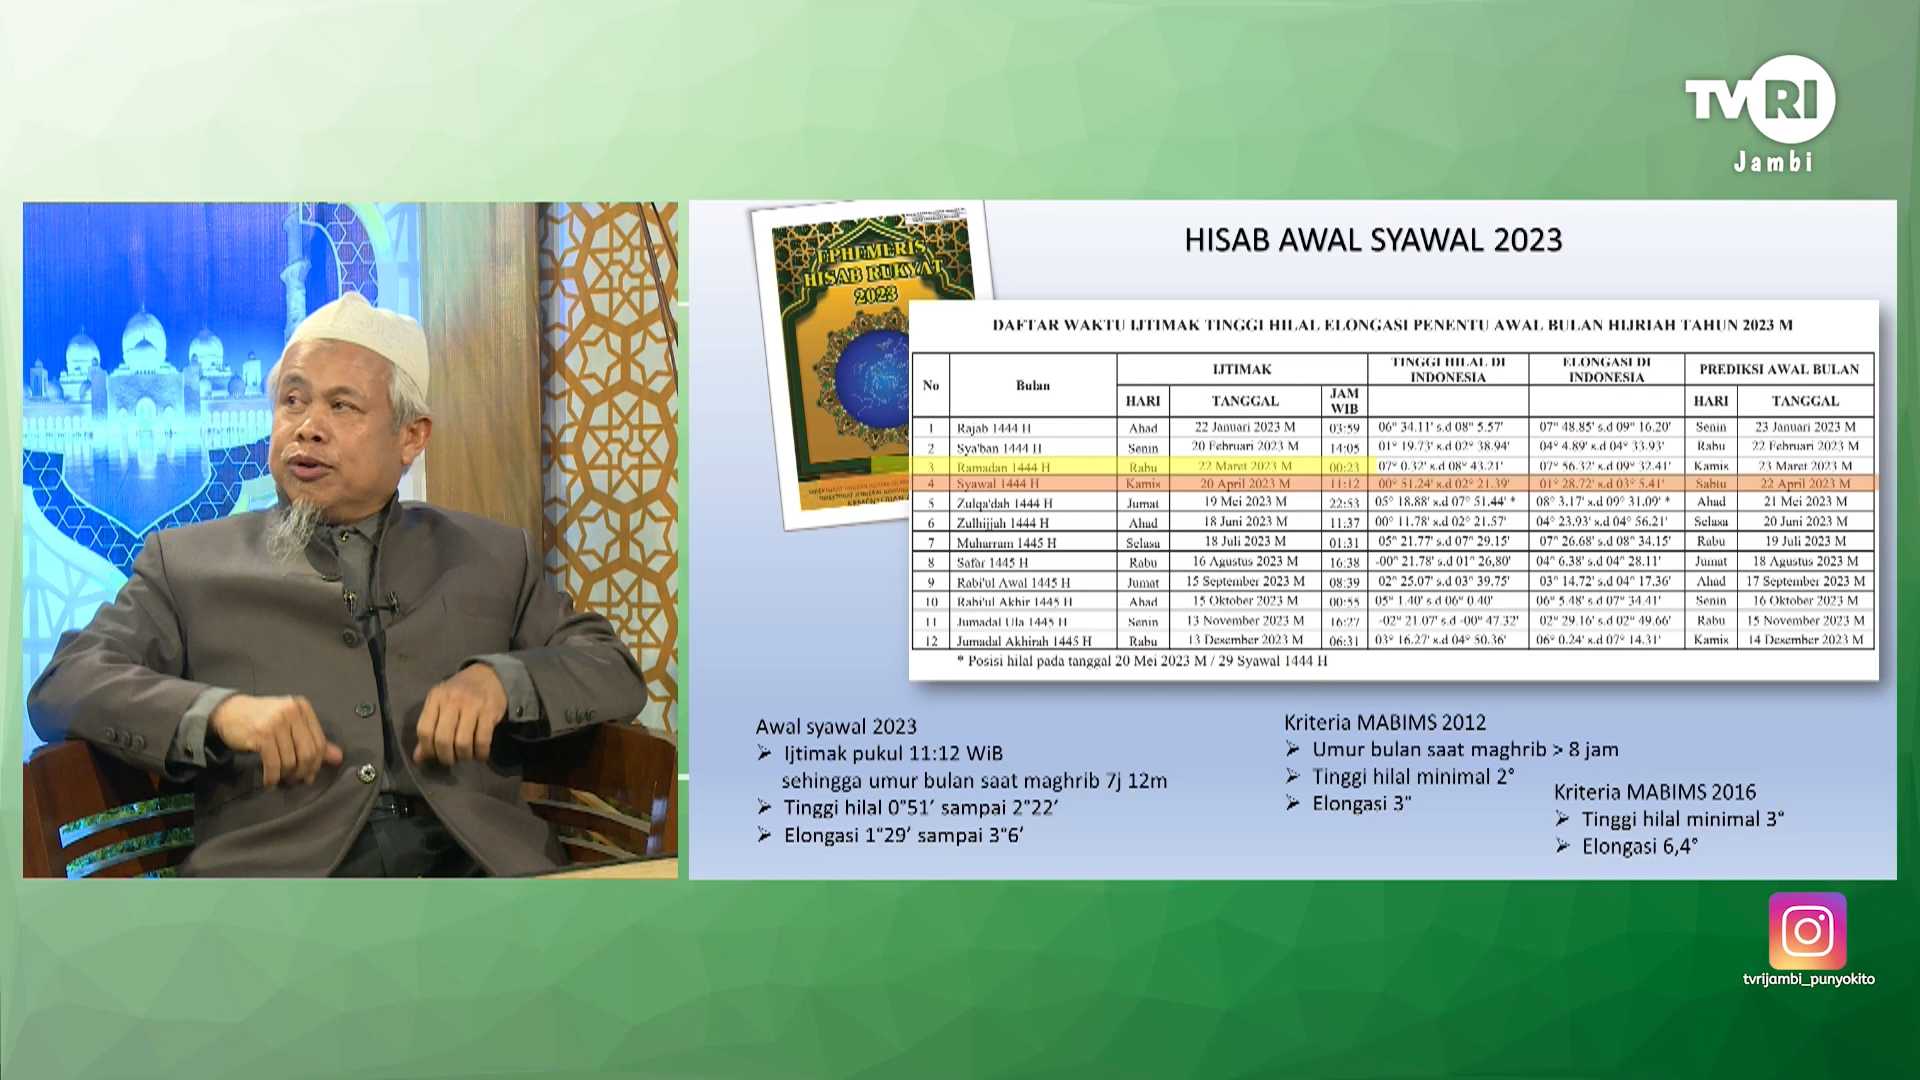 TVRI
Jambi
EPHEMERIS
HISAB RUKYAT
2023
HISAB AWAL SYAWAL 2023
DAFTAR WAKTU IJTIMAK TINGGI HILAL ELONGASI PENENTU AWAL BULAN HIJRIAH TAHUN 2023 M
No Bulan IJTIMAK TINGGI HILAL DI INDONESIA ELONGASI DI INDONESIA PREDIKSI AWAL BULAN
HARI TANGGAL JAM WIB HARI TANGGAL
1 Rajab 1444 H Ahad 22 Januari 2023 M 03:59 06° 34.11' s.d 08° 5.57' 07° 48.85' s.d 09° 16.20' Senin 23 Januari 2023 M
2 Sya'ban 1444 H Senin 20 Februari 2023 M 14:05 01° 19.73' s.d 02° 38.94' 04° 4.89' s.d 04° 33.93' Rabu 22 Februari 2023 M
3 Ramadan 1444 H Rabu 22 Maret 2023 M 00:23 07° 0.32' s.d 08° 43.21' 07° 56.32' s.d 09° 32.41' Kamis 23 Maret 2023 M
4 Syawal 1444 H Kamis 20 April 2023 M 11:12 00° 51.24' s.d 02° 21.39' 01° 28.72' s.d 03° 5.41' Sabtu 22 April 2023 M
5 Zulqa'dah 1444 H Jumat 19 Mei 2023 M 22:53 05° 18.88' s.d 07° 51.44' * 08° 3.17' s.d 09° 31.09' * Ahad 21 Mei 2023 M
6 Zulhijjah 1444 H Ahad 18 Juni 2023 M 11:37 00° 11.78' s.d 02° 21.57' 04° 23.93' s.d 04° 56.21' Selasa 20 Juni 2023 M
7 Muharram 1445 H Selasa 18 Juli 2023 M 01:31 05° 21.77' s.d 07° 29.15' 07° 26.68' s.d 08° 34.15' Rabu 19 Juli 2023 M
8 Safar 1445 H Rabu 16 Agustus 2023 M 16:38 -00° 21.78' s.d 01° 26,80' 04° 6.38' s.d 04° 28.11' Jumat 18 Agustus 2023 M
9 Rabi'ul Awal 1445 H Jumat 15 September 2023 M 08:39 02° 25.07' s.d 03° 39.75' 03° 14.72' s.d 04° 17.36' Ahad 17 September 2023 M
10 Rabi'ul Akhir 1445 H Ahad 15 Oktober 2023 M 00:55 05° 1.40' s.d 06° 0.40' 06° 5.48' s.d 07° 34.41' Senin 16 Oktober 2023 M
11 Jumadal Ula 1445 H Senin 13 November 2023 M 16:27 -02° 21.07' s.d -00° 47.32' 02° 29.16' s.d 02° 49.66' Rabu 15 November 2023 M
12 Jumadal Akhirah 1445 H Rabu 13 Desember 2023 M 06:31 03° 16.27' s.d 04° 50.36' 06° 0.24' s.d 07° 14.31' Kamis 14 Desember 2023 M
* Posisi hilal pada tanggal 20 Mei 2023 M / 29 Syawal 1444 H
Awal syawal 2023
➢ Ijtimak pukul 11:12 WiB
sehingga umur bulan saat maghrib 7j 12m
➢ Tinggi hilal 0°51′ sampai 2°22′
➢ Elongasi 1°29′ sampai 3°6′
Kriteria MABIMS 2012
➢ Umur bulan saat maghrib > 8 jam
➢ Tinggi hilal minimal 2°
➢ Elongasi 3°
Kriteria MABIMS 2016
➢ Tinggi hilal minimal 3°
➢ Elongasi 6,4°
tvrijambi_punyokito